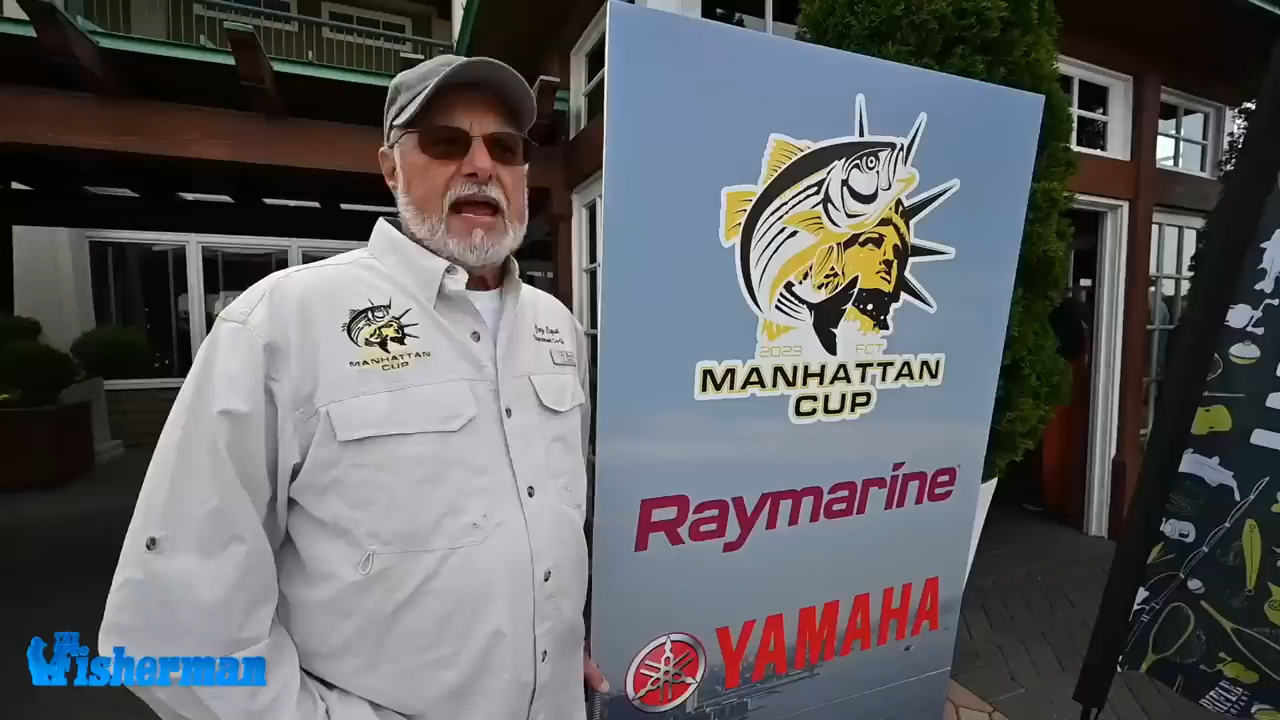 MANHATTAN
CUP
2023 FCT
MANHATTAN
CUP
Raymarine
YAMAHA
THE
Fisherman